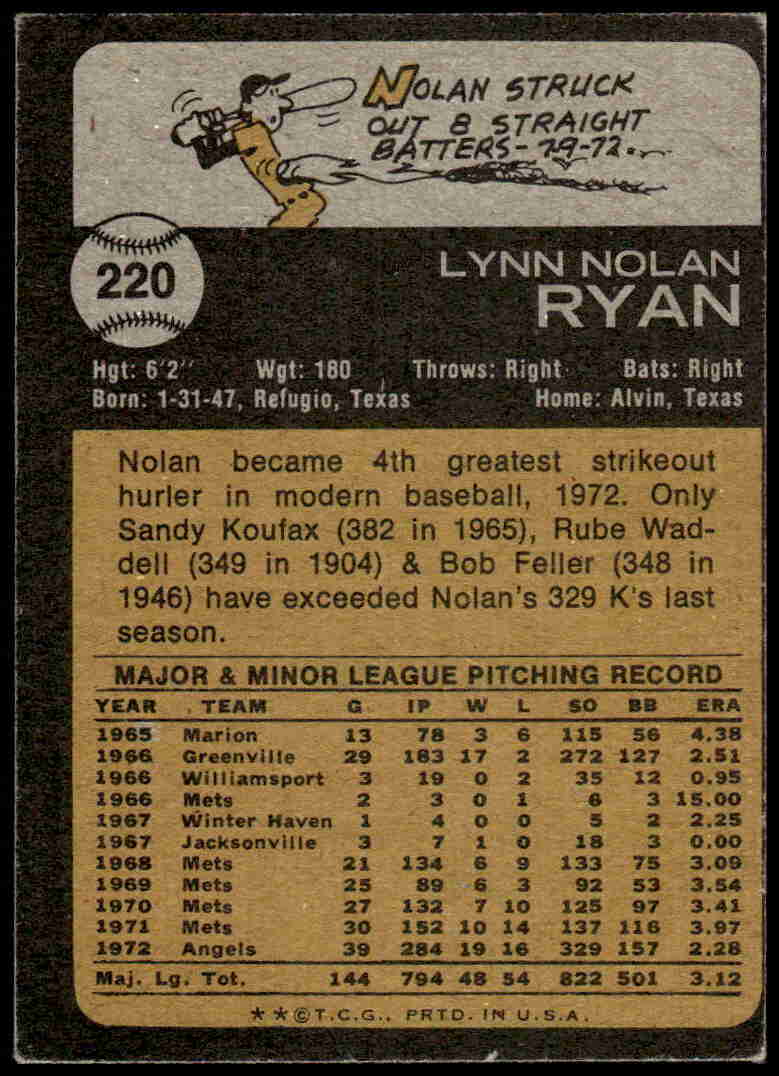 NOLAN STRUCK
OUT 8 STRAIGHT
BATTERS-7-9-72..
220
LYNN NOLAN
RYAN
Hgt: 6'2" Wgt: 180 Throws: Right Bats: Right
Born: 1-31-47, Refugio, Texas Home: Alvin, Texas
Nolan became 4th greatest strikeout
hurler in modern baseball, 1972. Only
Sandy Koufax (382 in 1965), Rube Wad-
dell (349 in 1904) & Bob Feller (348 in
1946) have exceeded Nolan's 329 K's last
season.
MAJOR & MINOR LEAGUE PITCHING RECORD
YEAR TEAM G IP W L SO BB ERA
1965 Marion 13 78 3 6 115 56 4.38
1966 Greenville 29 183 17 2 272 127 2.51
1966 Williamsport 3 19 0 2 35 12 0.95
1966 Mets 2 3 0 1 6 3 15.00
1967 Winter Haven 1 4 0 0 5 2 2.25
1967 Jacksonville 3 7 1 0 18 3 0.00
1968 Mets 21 134 6 9 133 75 3.09
1969 Mets 25 89 6 3 92 53 3.54
1970 Mets 27 132 7 10 125 97 3.41
1971 Mets 30 152 10 14 137 116 3.97
1972 Angels 39 284 19 16 329 157 2.28
Maj. Lg. Tot. 144 794 48 54 822 501 3.12
**©T.C.G., PRTD. IN U.S.A.